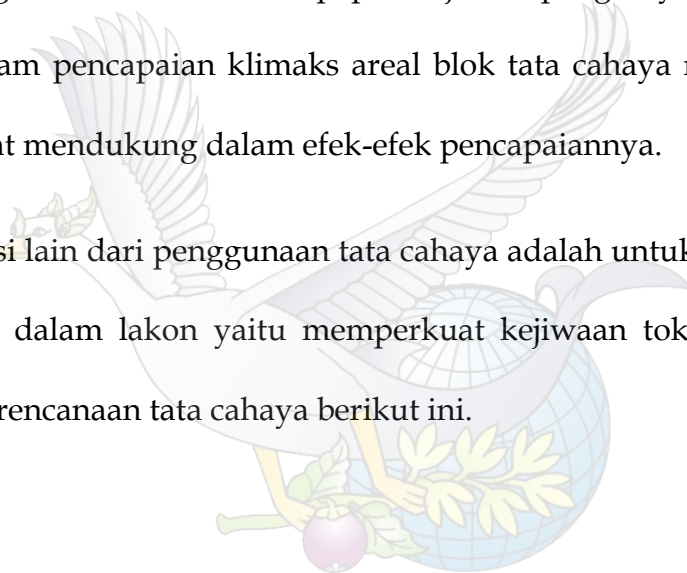 am pencapaian klimaks areal blok tata cahaya
at mendukung dalam efek-efek pencapaiannya.
si lain dari penggunaan tata cahaya adalah untuk
dalam lakon yaitu memperkuat kejiwaan tok
rencanaan tata cahaya berikut ini.